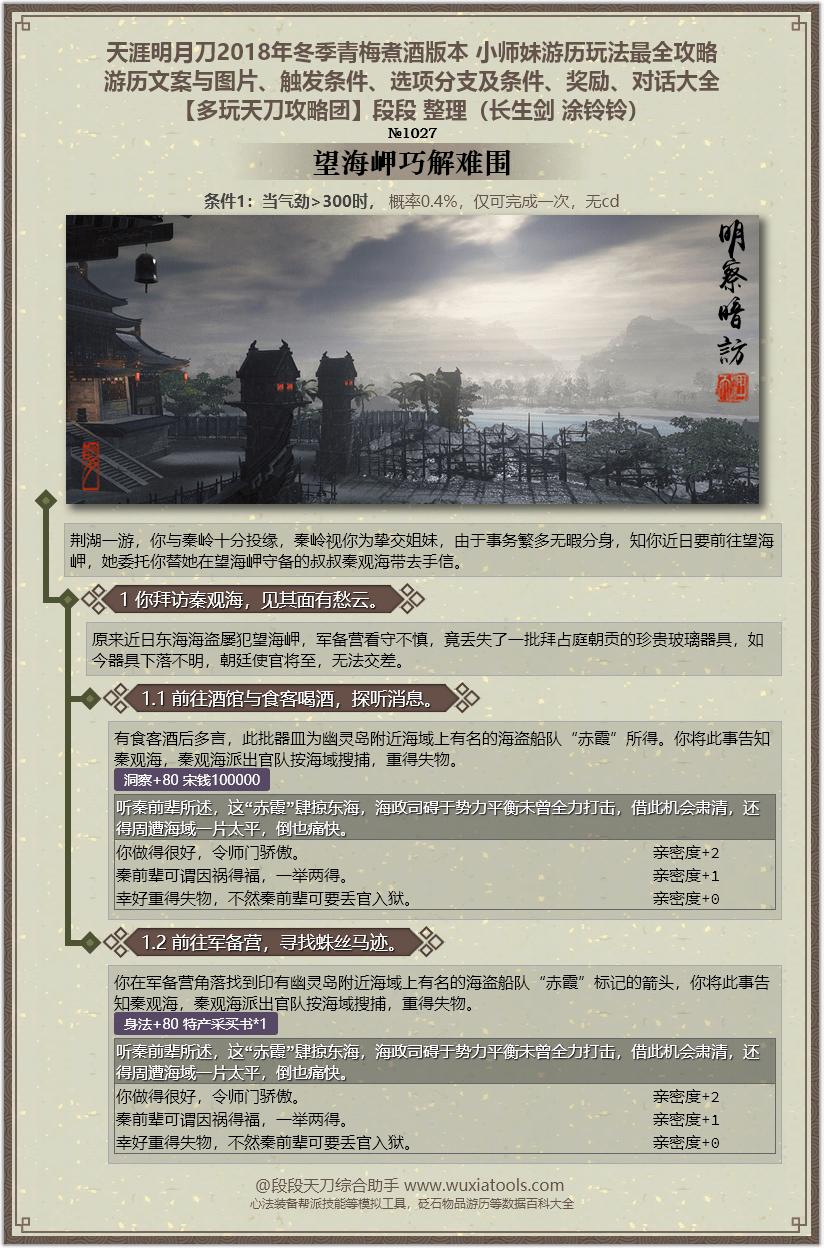 天涯明月刀2018年冬季青梅煮酒版本 小师妹游历玩法最全攻略
游历文案与图片、触发条件、选项分支及条件、奖励、对话大全
【多玩天刀攻略团】段段 整理（长生剑 涂铃铃）
№1027
望海岬巧解难围
条件1：当气劲>300时， 概率0.4%，仅可完成一次，无cd
明察暗訪
荆湖一游，你与秦岭十分投缘，秦岭视你为挚交姐妹，由于事务繁多无暇分身，知你近日要前往望海
岬，她委托你替她在望海岬守备的叔叔秦观海带去手信。
1 你拜访秦观海，见其面有愁云。
原来近日东海海盗屡犯望海岬，军备营看守不慎，竟丢失了一批拜占庭朝贡的珍贵玻璃器具，如
今器具下落不明，朝廷使官将至，无法交差。
1.1 前往酒馆与食客喝酒，探听消息。
有食客酒后多言，此批器皿为幽灵岛附近海域上有名的海盗船队“赤霞”所得。你将此事告知
秦观海，秦观海派出官队按海域搜捕，重得失物。
洞察+80 宋钱100000
听秦前辈所述，这“赤霞”肆掠东海，海政司碍于势力平衡未曾全力打击，借此机会肃清，还
得周遭海域一片太平，倒也痛快。
你做得很好，令师门骄傲。 亲密度+2
秦前辈可谓因祸得福，一举两得。 亲密度+1
幸好重得失物，不然秦前辈可要丢官入狱。 亲密度+0
1.2 前往军备营，寻找蛛丝马迹。
你在军备营角落找到印有幽灵岛附近海域上有名的海盗船队“赤霞”标记的箭头，你将此事告
知秦观海，秦观海派出官队按海域搜捕，重得失物。
身法+80 特产采买书*1
听秦前辈所述，这“赤霞”肆掠东海，海政司碍于势力平衡未曾全力打击，借此机会肃清，还
得周遭海域一片太平，倒也痛快。
你做得很好，令师门骄傲。 亲密度+2
秦前辈可谓因祸得福，一举两得。 亲密度+1
幸好重得失物，不然秦前辈可要丢官入狱。 亲密度+0
@段段天刀综合助手 www.wuxiatools.com
心法装备帮派技能等模拟工具，砭石物品游历等数据百科大全